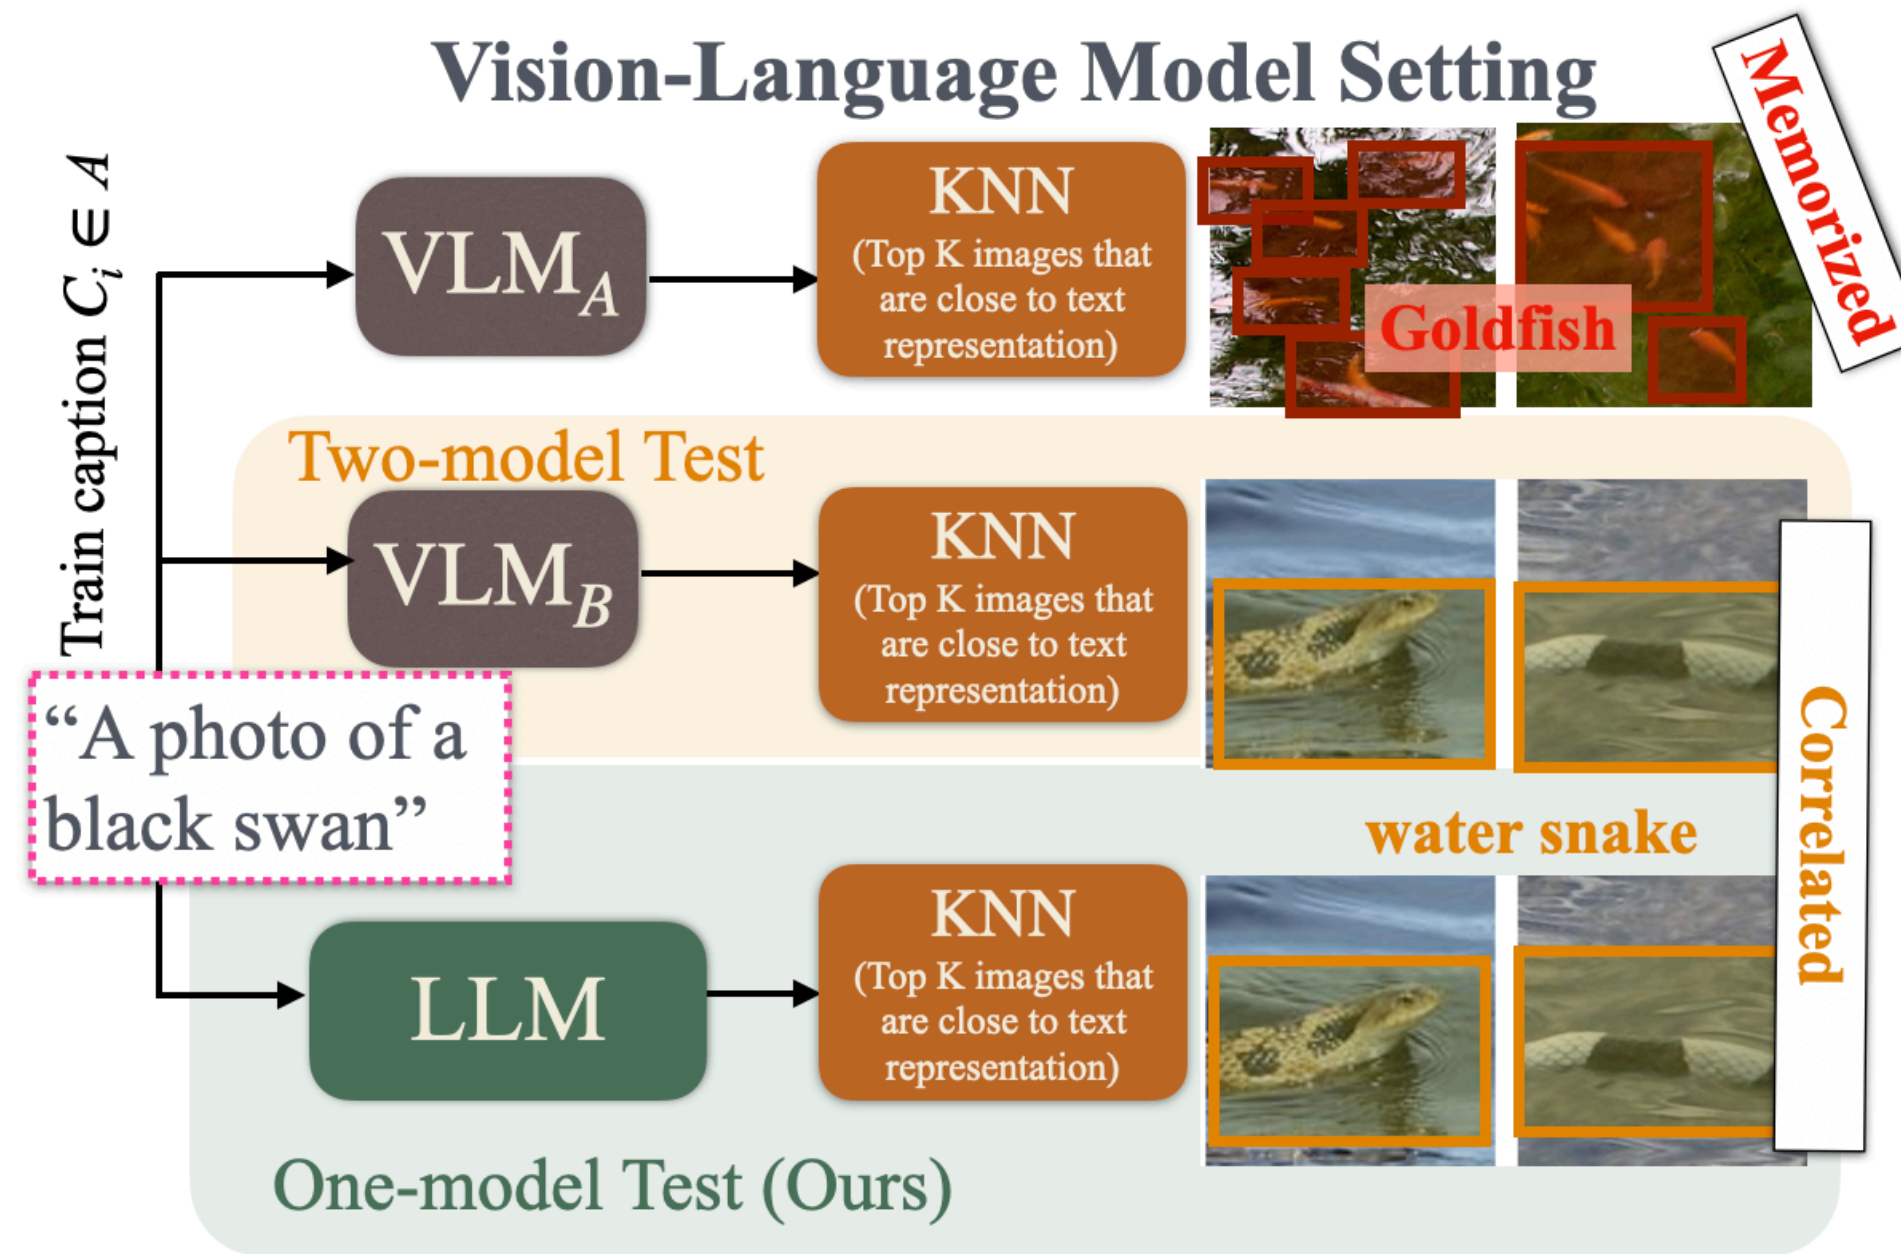 Vision-Language Model Setting
Memorized
Train caption C_i ∈ A
VLM_A
KNN
(Top K images that
are close to text
representation)
Goldfish
Two-model Test
VLM_B
KNN
(Top K images that
are close to text
representation)
“A photo of a
black swan”
water snake
Correlated
LLM
KNN
(Top K images that
are close to text
representation)
One-model Test (Ours)